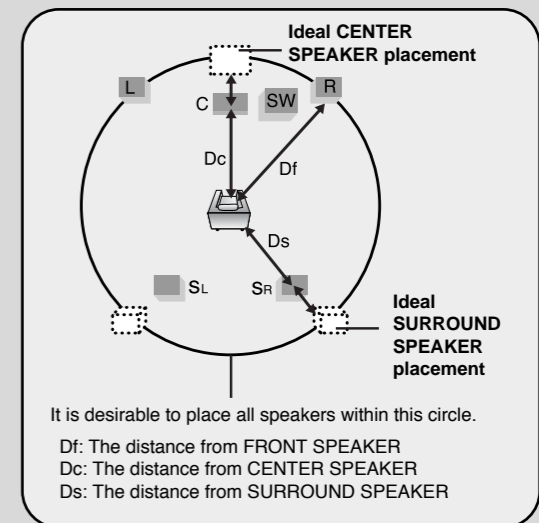 Ideal CENTER
SPEAKER placement
L
R
C
SW
Dc
Df
Ds
SL
SR
Ideal
SURROUND
SPEAKER
placement
It is desirable to place all speakers within this circle.
Df: The distance from FRONT SPEAKER
Dc: The distance from CENTER SPEAKER
Ds: The distance from SURROUND SPEAKER